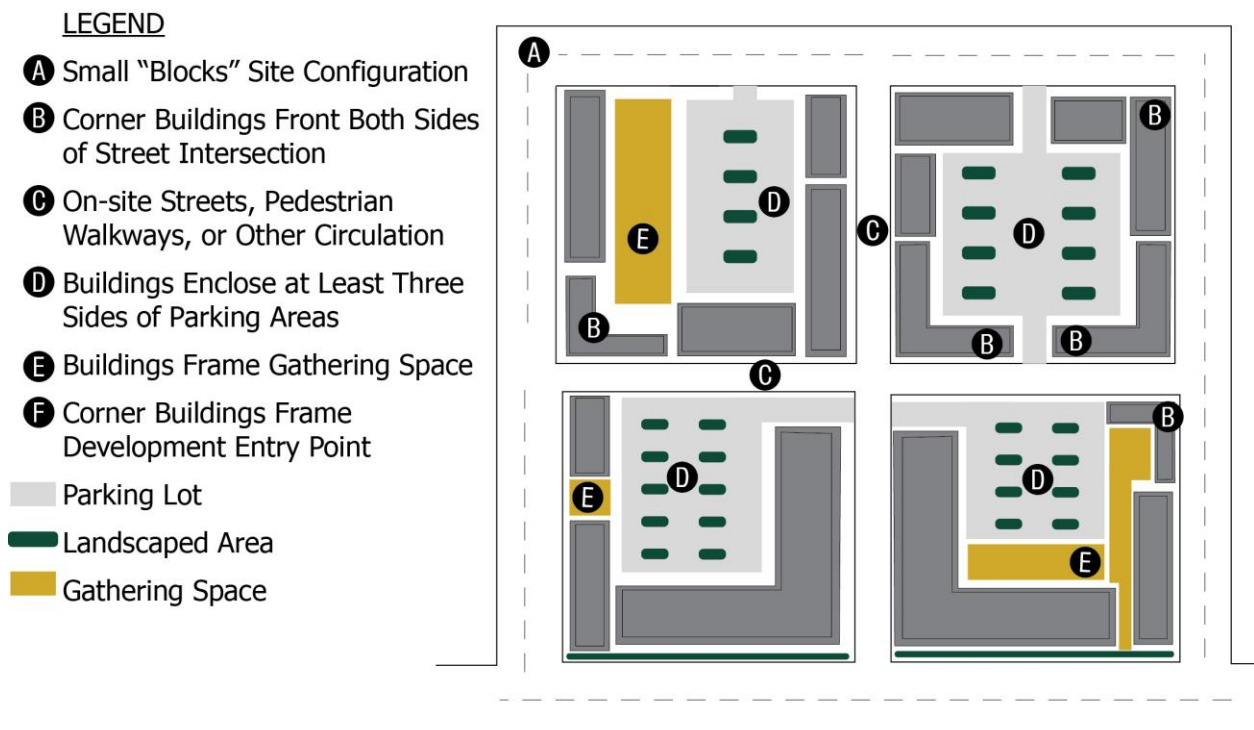 LEGEND
A Small “Blocks” Site Configuration
B Corner Buildings Front Both Sides
of Street Intersection
C On-site Streets, Pedestrian
Walkways, or Other Circulation
D Buildings Enclose at Least Three
Sides of Parking Areas
E Buildings Frame Gathering Space
F Corner Buildings Frame
Development Entry Point
Parking Lot
Landscaped Area
Gathering Space
A
B
D
D
C
E
B
B
B
C
B
D
E
D
E